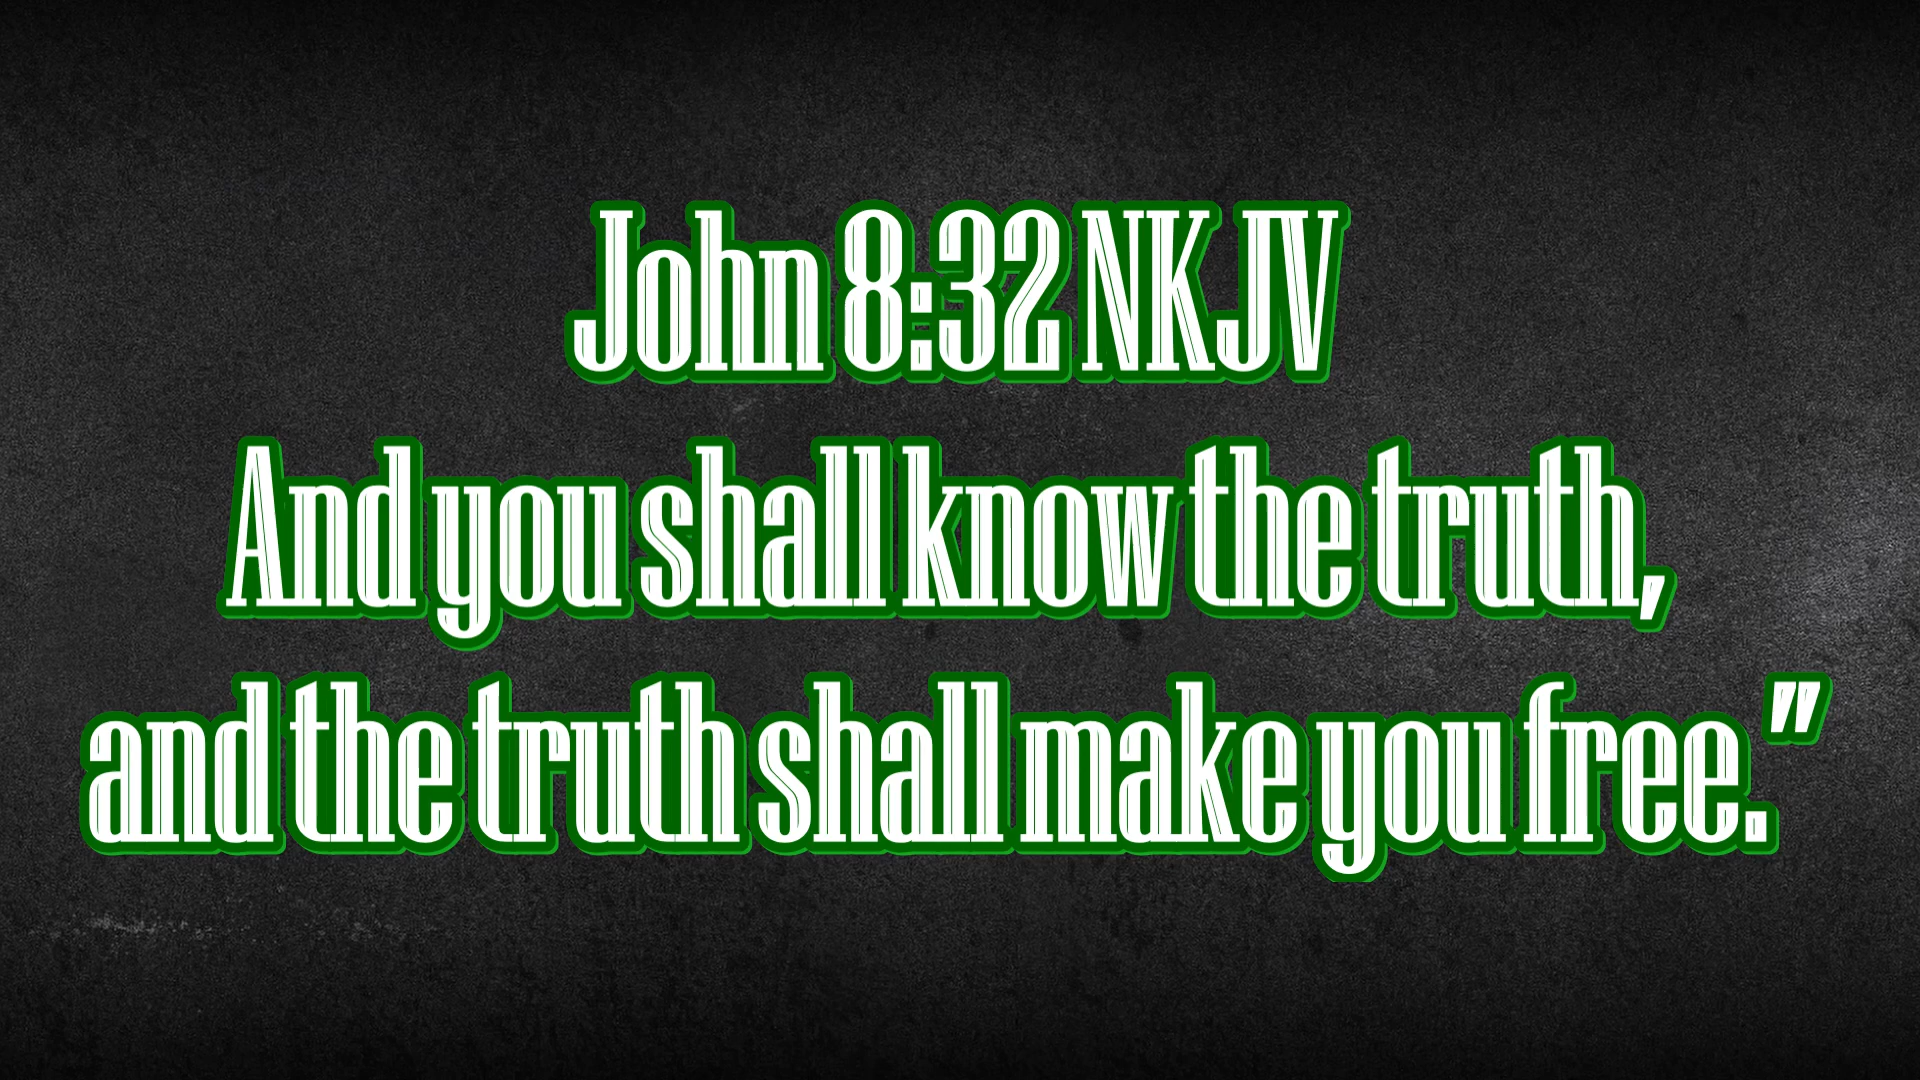 John 8:32 NKJV
And you shall know the truth,
and the truth shall make you free.”